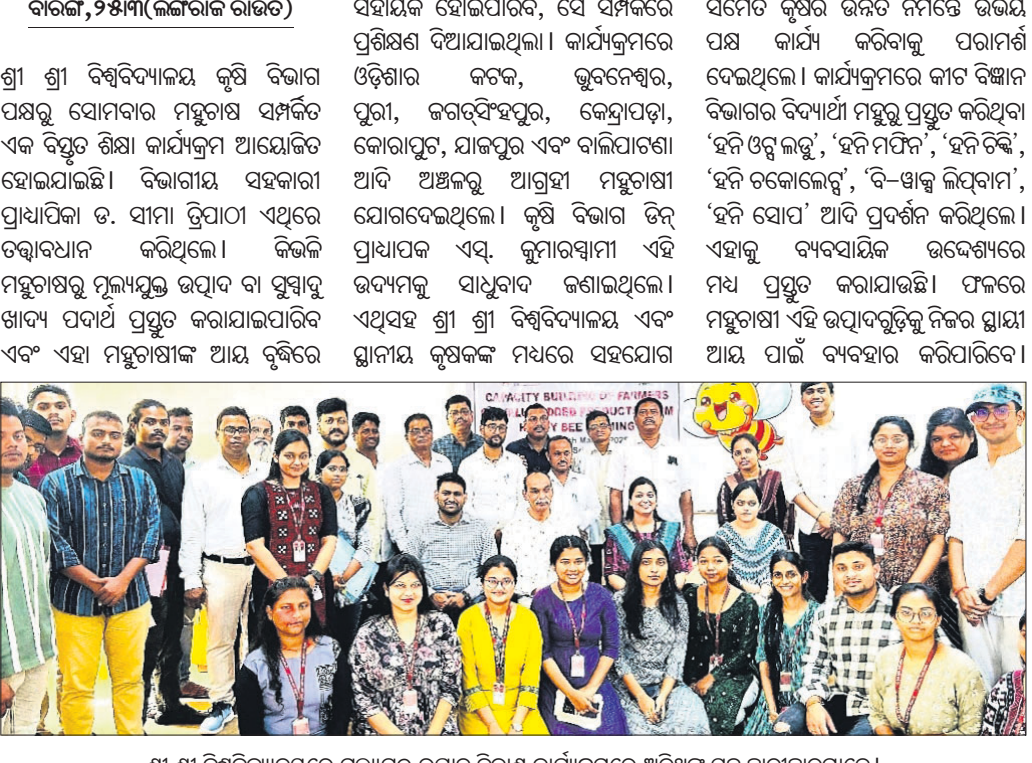 ବାରଙ୍ଗ,୨୫।୩(ଲିଙ୍ଗରାଜ ରାଉତ)
ଶ୍ରୀ ଶ୍ରୀ ବିଶ୍ୱବିଦ୍ୟାଳୟ କୃଷି ବିଭାଗ
ପକ୍ଷରୁ ସୋମବାର ମହୁଚାଷ ସମ୍ପର୍କିତ
ଏକ ବିସ୍ତୃତ ଶିକ୍ଷା କାର୍ଯ୍ୟକ୍ରମ ଆୟୋଜିତ
ହୋଇଯାଇଛି। ବିଭାଗୀୟ ସହକାରୀ
ପ୍ରାଧ୍ୟାପିକା ଡ. ସୀମା ତ୍ରିପାଠୀ ଏଥିରେ
ତତ୍ତ୍ୱାବଧାନ କରିଥିଲେ। କିଭଳି
ମହୁଚାଷରୁ ମୂଲ୍ୟଯୁକ୍ତ ଉତ୍ପାଦ ବା ସୁସ୍ୱାଦୁ
ଖାଦ୍ୟ ପଦାର୍ଥ ପ୍ରସ୍ତୁତ କରାଯାଇପାରିବ
ଏବଂ ଏହା ମହୁଚାଷୀଙ୍କ ଆୟ ବୃଦ୍ଧିରେ
ସହାୟକ ହୋଇପାରିବ, ସେ ସମ୍ପର୍କରେ
ପ୍ରଶିକ୍ଷଣ ଦିଆଯାଇଥିଲା। କାର୍ଯ୍ୟକ୍ରମରେ
ଓଡ଼ିଶାର କଟକ, ଭୁବନେଶ୍ୱର,
ପୁରୀ, ଜଗତ୍‌ସିଂହପୁର, କେନ୍ଦ୍ରାପଡ଼ା,
କୋରାପୁଟ, ଯାଜପୁର ଏବଂ ବାଲିପାଟଣା
ଆଦି ଅଞ୍ଚଳରୁ ଆଗ୍ରହୀ ମହୁଚାଷୀ
ଯୋଗଦେଇଥିଲେ। କୃଷି ବିଭାଗ ଡିନ୍
ପ୍ରାଧ୍ୟାପକ ଏସ୍. କୁମାରସ୍ୱାମୀ ଏହି
ଉଦ୍ୟମକୁ ସାଧୁବାଦ ଜଣାଇଥିଲେ।
ଏଥିସହ ଶ୍ରୀ ଶ୍ରୀ ବିଶ୍ୱବିଦ୍ୟାଳୟ ଏବଂ
ସ୍ଥାନୀୟ କୃଷକଙ୍କ ମଧ୍ୟରେ ସହଯୋଗ
ସମେତ କୃଷିର ଉନ୍ନତି ନିମନ୍ତେ ଉଭୟ
ପକ୍ଷ କାର୍ଯ୍ୟ କରିବାକୁ ପରାମର୍ଶ
ଦେଇଥିଲେ। କାର୍ଯ୍ୟକ୍ରମରେ କୀଟ ବିଜ୍ଞାନ
ବିଭାଗର ବିଦ୍ୟାର୍ଥୀ ମହୁରୁ ପ୍ରସ୍ତୁତ କରିଥିବା
‘ହନି ଓଟ୍ସ ଲଡୁ’, ‘ହନି ମଫିନ’, ‘ହନି ଚିକ୍କି’,
‘ହନି ଚକୋଲେଟ୍ସ’, ‘ବି-ୱାକ୍ସ ଲିପ୍‌ବାମ’,
‘ହନି ସୋପ’ ଆଦି ପ୍ରଦର୍ଶନ କରିଥିଲେ।
ଏହାକୁ ବ୍ୟବସାୟିକ ଉଦ୍ଦେଶ୍ୟରେ
ମଧ୍ୟ ପ୍ରସ୍ତୁତ କରାଯାଉଛି। ଫଳରେ
ମହୁଚାଷୀ ଏହି ଉତ୍ପାଦଗୁଡ଼ିକୁ ନିଜର ସ୍ଥାୟୀ
ଆୟ ପାଇଁ ବ୍ୟବହାର କରିପାରିବେ।
CAPACITY BUILDING OF FARMERS